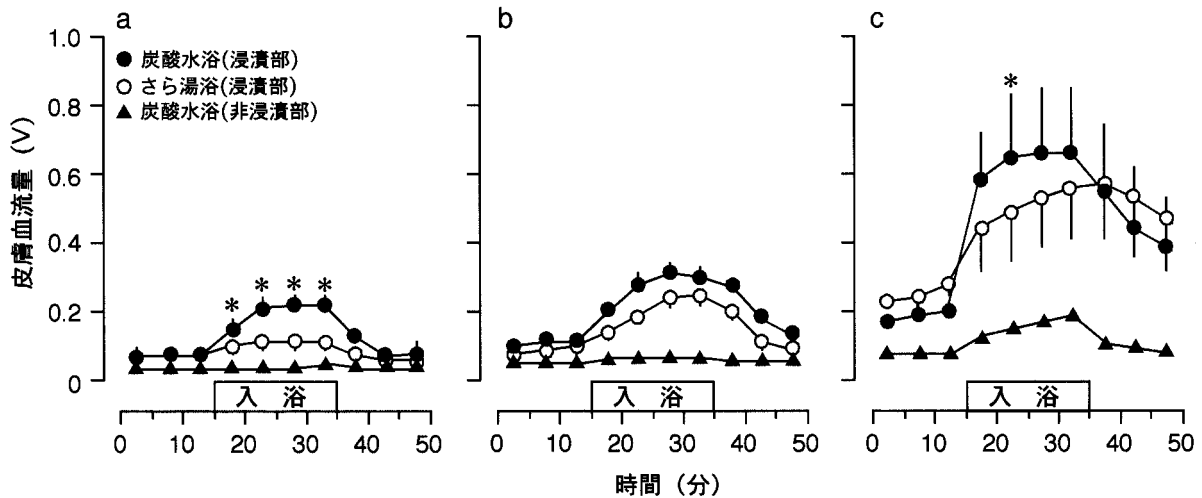 a
b
c
1.0
0.8
0.6
0.4
0.2
0
皮膚血流量 (V)
炭酸水浴(浸漬部)
さら湯浴(浸漬部)
炭酸水浴(非浸漬部)
* * * *
*
入 浴
入 浴
入 浴
0 10 20 30 40 50
0 10 20 30 40 50
0 10 20 30 40 50
時間 (分)